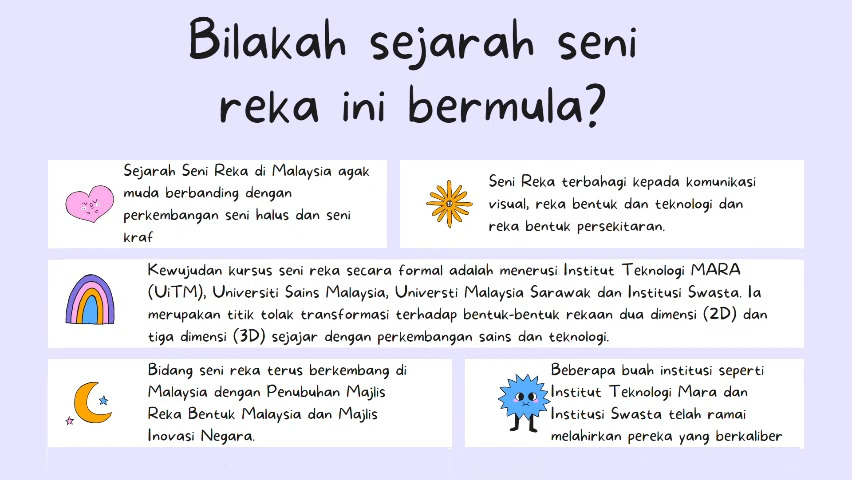 Bilakah sejarah seni
reka ini bermula?
Sejarah Seni Reka di Malaysia agak
muda berbanding dengan
perkembangan seni halus dan seni
kraf
Seni Reka terbahagi kepada komunikasi
visual, reka bentuk dan teknologi dan
reka bentuk persekitaran.
Kewujudan kursus seni reka secara formal adalah menerusi Institut Teknologi MARA
(UiTM), Universiti Sains Malaysia, Universti Malaysia Sarawak dan Institusi Swasta. Ia
merupakan titik tolak transformasi terhadap bentuk-bentuk rekaan dua dimensi (2D) dan
tiga dimensi (3D) sejajar dengan perkembangan sains dan teknologi.
Bidang seni reka terus berkembang di
Malaysia dengan Penubuhan Majlis
Reka Bentuk Malaysia dan Majlis
Inovasi Negara.
Beberapa buah institusi seperti
Institut Teknologi Mara dan
Institusi Swasta telah ramai
melahirkan pereka yang berkaliber